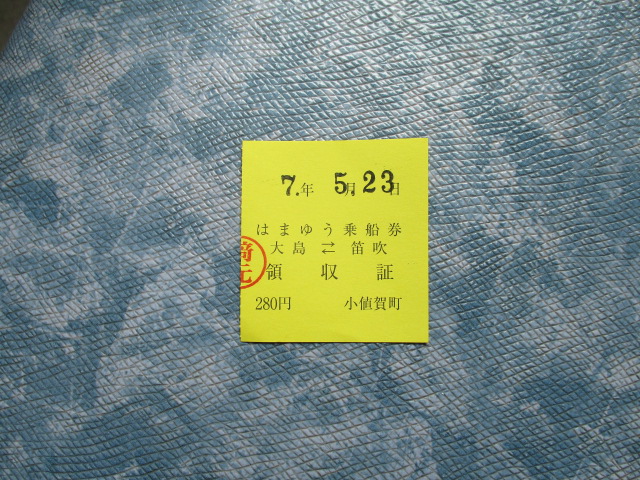 7.年 5.月23日
はまゆう乗船券
大島⇄笛吹
領収証
280円 小値賀町